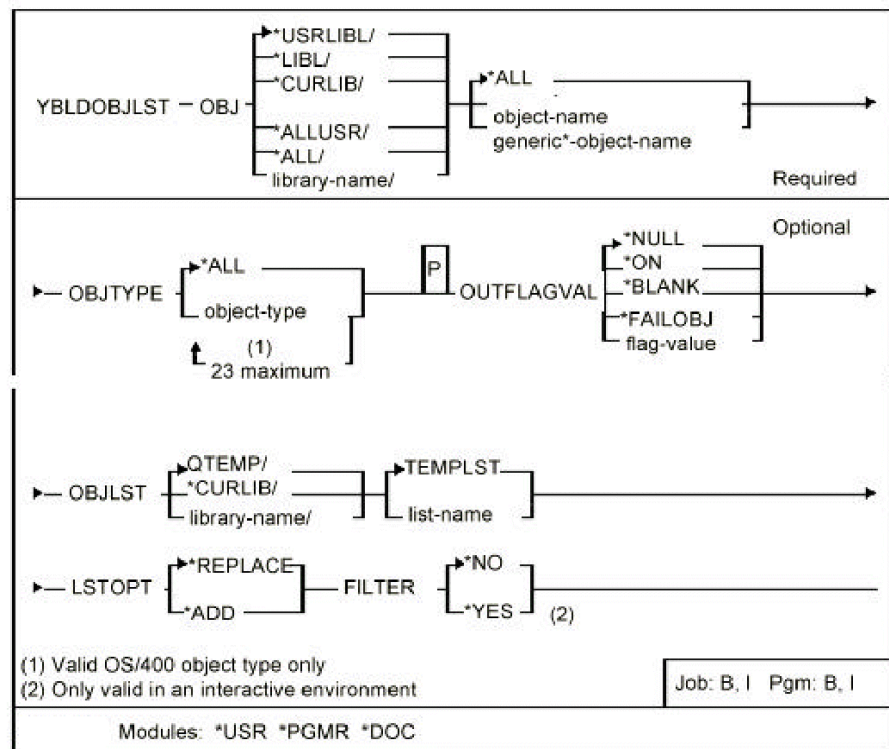 *USRLIBL/
*LIBL/
*CURLIB/
*ALL
YBLDOBJLST OBJ
object-name
*ALLUSR/
generic*-object-name
*ALL/
library-name/
Required
Optional
*ALL
P
*NULL
*ON
OBJTYPE
OUTFLAGVAL
*BLANK
object-type
*FAILOBJ
(1)
flag-value
23 maximum
QTEMP/
TEMPLST
OBJLST
*CURLIB/
library-name/
list-name
*REPLACE
*NO
LSTOPT
FILTER
*ADD
*YES
(2)
(1) Valid OS/400 object type only
(2) Only valid in an interactive environment
Job: B, I Pgm: B, I
Modules: *USR *PGMR *DOC